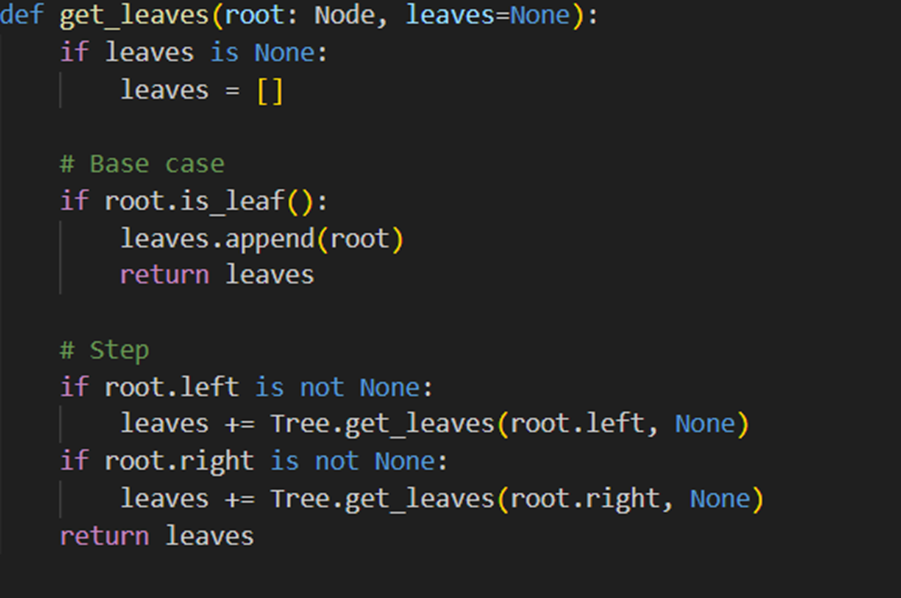 def get_leaves(root: Node, leaves=None):
    if leaves is None:
        leaves = []

    # Base case
    if root.is_leaf():
        leaves.append(root)
        return leaves

    # Step
    if root.left is not None:
        leaves += Tree.get_leaves(root.left, None)
    if root.right is not None:
        leaves += Tree.get_leaves(root.right, None)
    return leaves